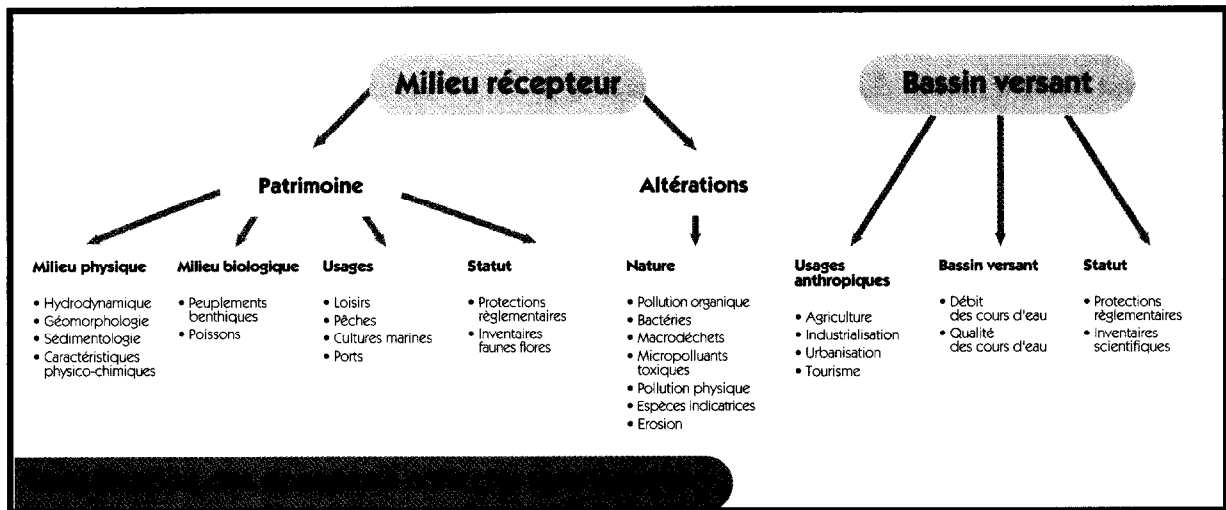 Milieu récepteur
Bassin versant
Patrimoine
Altérations
Milieu physique
• Hydrodynamique
• Géomorphologie
• Sédimentologie
• Caractéristiques
physico-chimiques
Milieu biologique
• Peuplements
benthiques
• Poissons
Usages
• Loisirs
• Pêches
• Cultures marines
• Ports
Statut
• Protections
règlementaires
• Inventaires
faunes flores
Nature
• Pollution organique
• Bactéries
• Macrodéchets
• Micropolluants
toxiques
• Pollution physique
• Espèces indicatrices
• Erosion
Usages
anthropiques
• Agriculture
• Industrialisation
• Urbanisation
• Tourisme
Bassin versant
• Débit
des cours d'eau
• Qualité
des cours d'eau
Statut
• Protections
règlementaires
• Inventaires
scientifiques